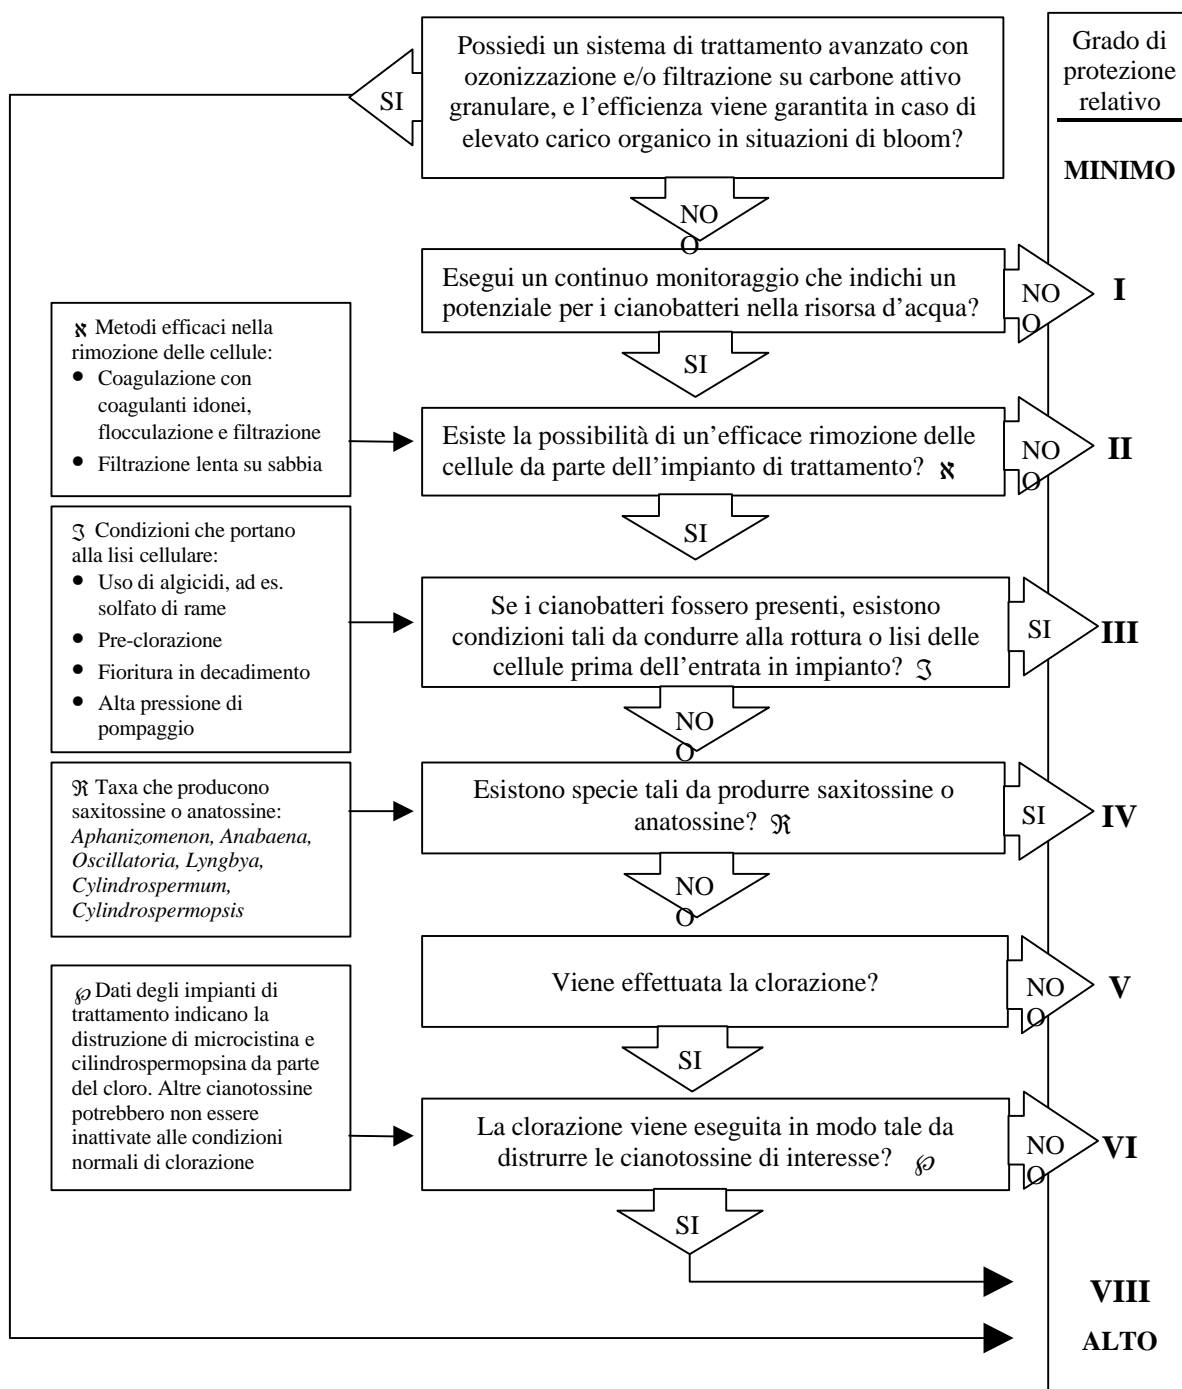 Possiedi un sistema di trattamento avanzato con
ozonizzazione e/o filtrazione su carbone attivo
granulare, e l'efficienza viene garantita in caso di
elevato carico organico in situazioni di bloom?
SI
Grado di
protezione
relativo
MINIMO
NO
O
Esegui un continuo monitoraggio che indichi un
potenziale per i cianobatteri nella risorsa d'acqua?
NO
O
I
SI
ℵ Metodi efficaci nella
rimozione delle cellule:
• Coagulazione con
coagulanti idonei,
flocculazione e filtrazione
• Filtrazione lenta su sabbia
Esiste la possibilità di un'efficace rimozione delle
cellule da parte dell'impianto di trattamento? ℵ
NO
O
II
SI
ℑ Condizioni che portano
alla lisi cellulare:
• Uso di algicidi, ad es.
solfato di rame
• Pre-clorazione
• Fioritura in decadimento
• Alta pressione di
pompaggio
Se i cianobatteri fossero presenti, esistono
condizioni tali da condurre alla rottura o lisi delle
cellule prima dell'entrata in impianto? ℑ
SI
III
NO
O
ℜ Taxa che producono
saxitossine o anatossine:
Aphanizomenon, Anabaena,
Oscillatoria, Lyngbya,
Cylindrospermum,
Cylindrospermopsis
Esistono specie tali da produrre saxitossine o
anatossine? ℜ
SI
IV
NO
O
Viene effettuata la clorazione?
NO
O
V
SI
℘ Dati degli impianti di
trattamento indicano la
distruzione di microcistina e
cilindrospermopsina da parte
del cloro. Altre cianotossine
potrebbero non essere
inattivate alle condizioni
normali di clorazione
La clorazione viene eseguita in modo tale da
distrurre le cianotossine di interesse? ℘
NO
O
VI
SI
VIII
ALTO